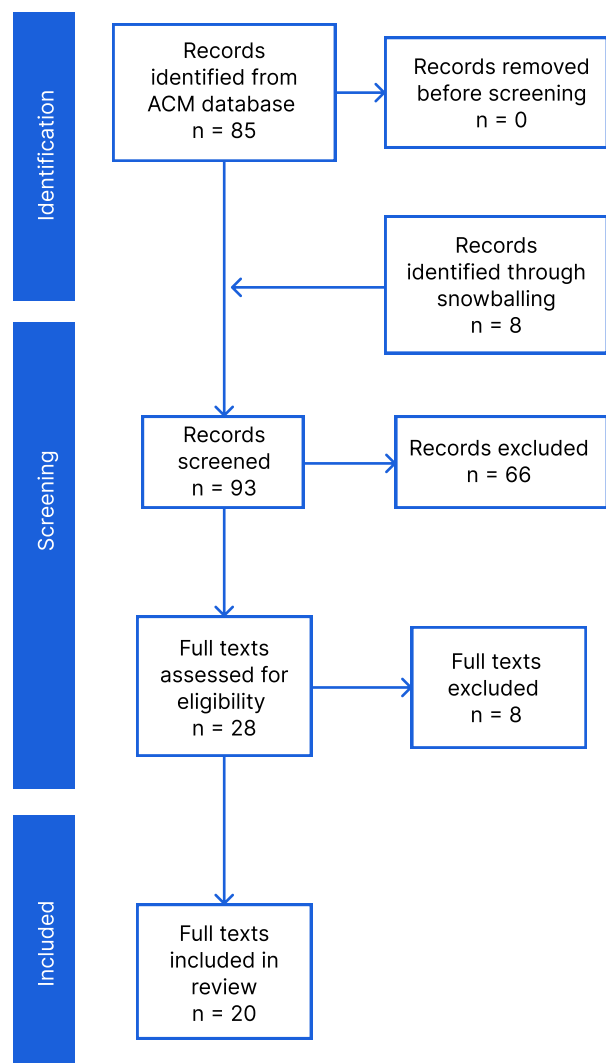 Identification
Records
identified from
ACM database
n = 85
Records removed
before screening
n = 0
Records
identified through
snowballing
n = 8
Screening
Records
screened
n = 93
Records excluded
n = 66
Full texts
assessed for
eligibility
n = 28
Full texts
excluded
n = 8
Included
Full texts
included in
review
n = 20